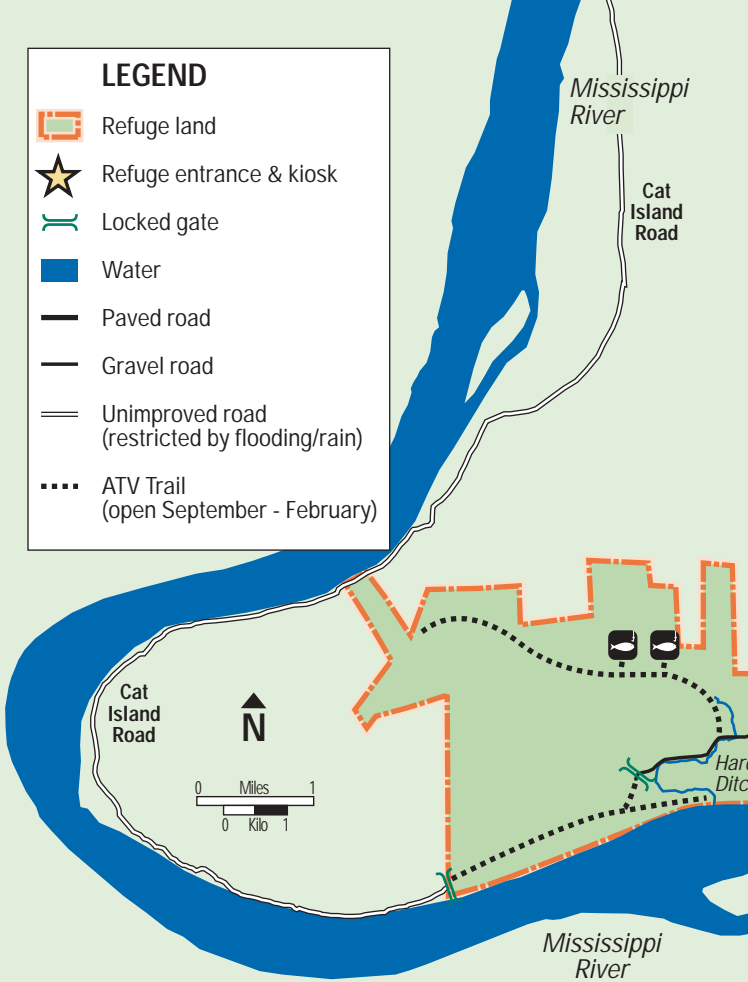 LEGEND
Refuge land
Refuge entrance & kiosk
Locked gate
Water
Paved road
Gravel road
Unimproved road
(restricted by flooding/rain)
ATV Trail
(open September - February)
Mississippi
River
Cat
Island
Road
Cat
Island
Road
N
0 Miles 1
0 Kilo 1
Mississippi
River